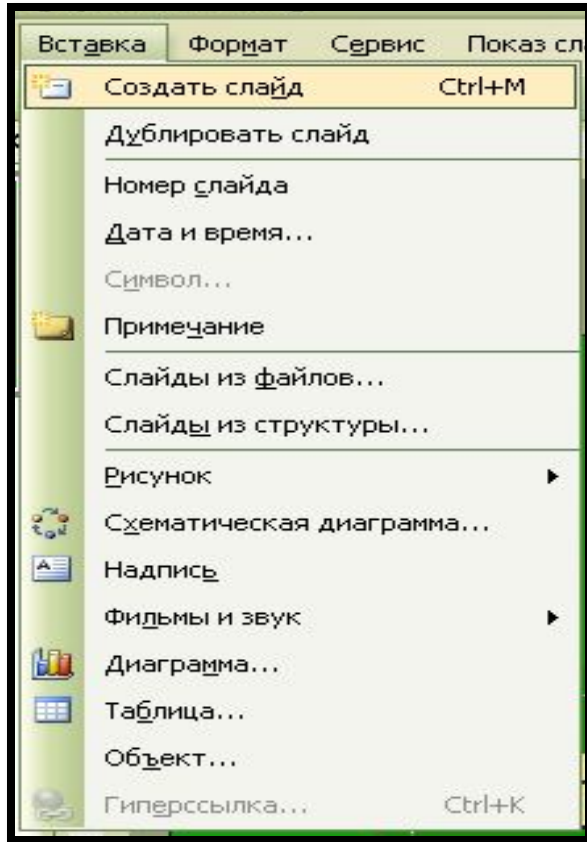 Вставка Формат Сервис Показ сл
Создать слайд Ctrl+M
Дублировать слайд
Номер слайда
Дата и время...
Символ...
Примечание
Слайды из файлов...
Слайды из структуры...
Рисунок
Схематическая диаграмма...
Надпись
Фильмы и звук
Диаграмма...
Таблица...
Объект...
Гиперссылка... Ctrl+K